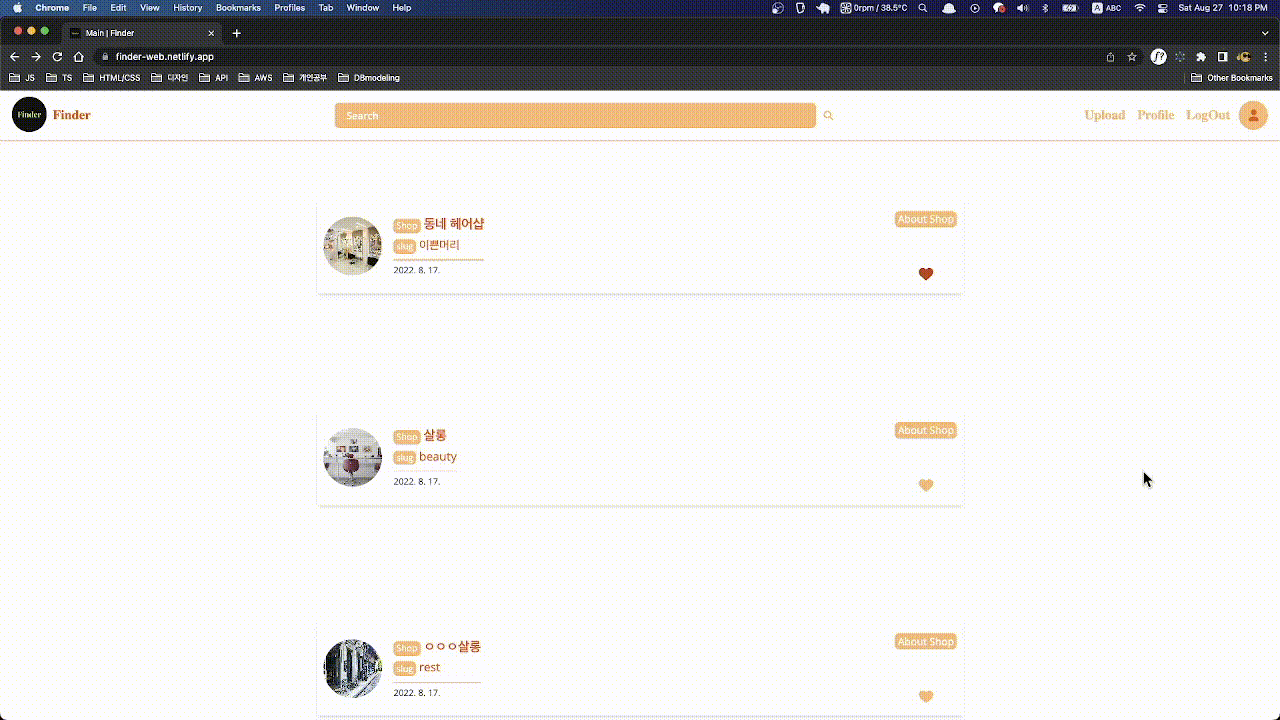 Chrome File Edit View History Bookmarks Profiles Tab Window Help 0rpm / 38.5°C A ABC Sat Aug 27 10:18 PM
Main | Finder
finder-web.netlify.app
JS TS HTML/CSS 디자인 API AWS 개인공부 DBmodeling Other Bookmarks
Finder Finder Search Upload Profile LogOut
Shop 동네 헤어샵 About Shop
slug 이쁜머리
2022. 8. 17.
Shop 살롱 About Shop
slug beauty
2022. 8. 17.
Shop ㅇㅇㅇ살롱 About Shop
slug rest
2022. 8. 17.